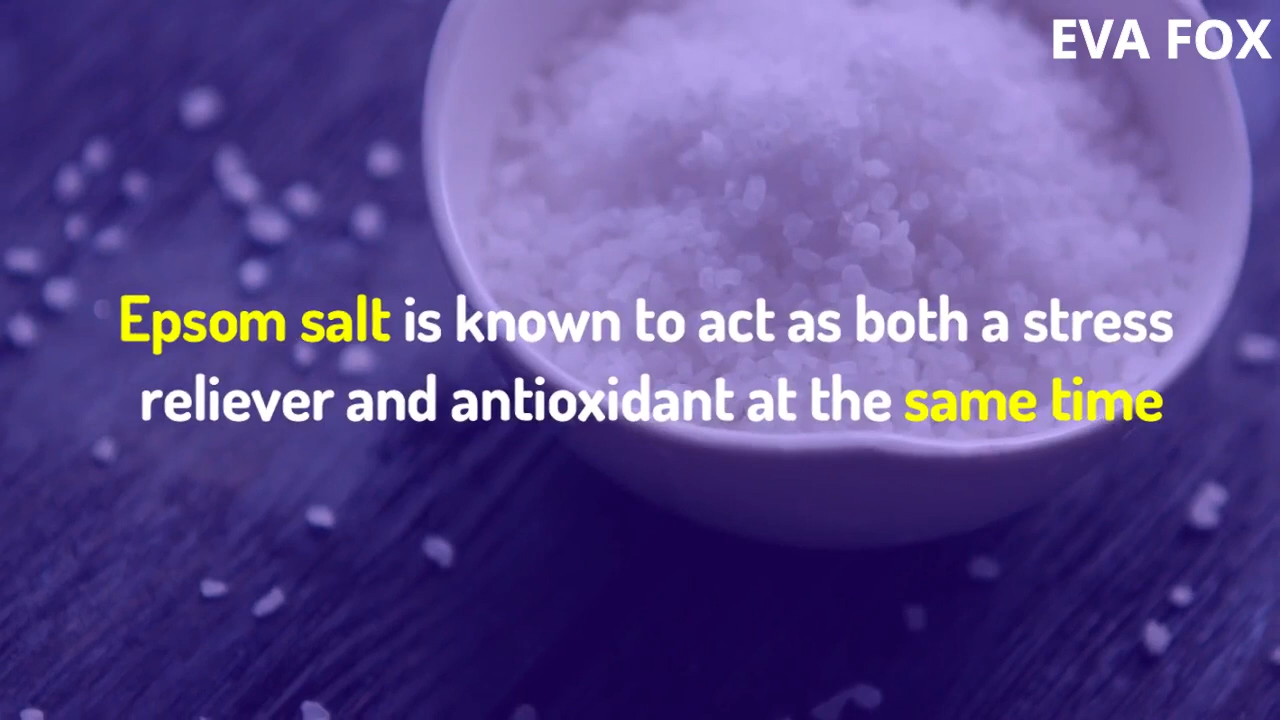 EVA FOX
Epsom salt is known to act as both a stress
reliever and antioxidant at the same time